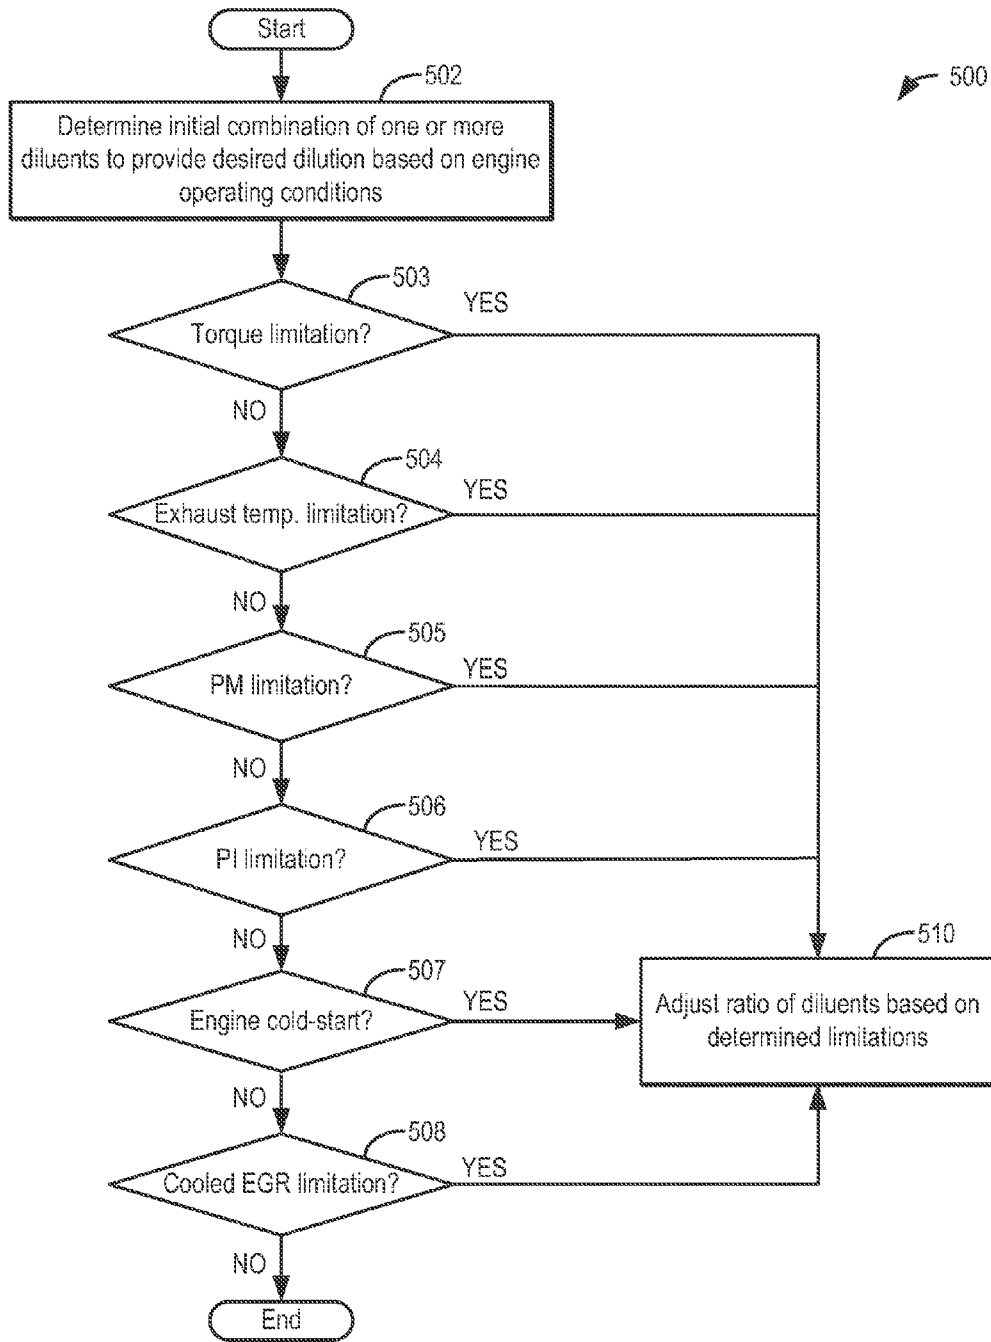 Start
502
500
Determine initial combination of one or more
diluents to provide desired dilution based on engine
operating conditions
503
YES
Torque limitation?
NO
504
YES
Exhaust temp. limitation?
NO
505
YES
PM limitation?
NO
506
YES
PI limitation?
NO
510
507
YES
Engine cold-start?
Adjust ratio of diluents based on
determined limitations
NO
508
YES
Cooled EGR limitation?
NO
End